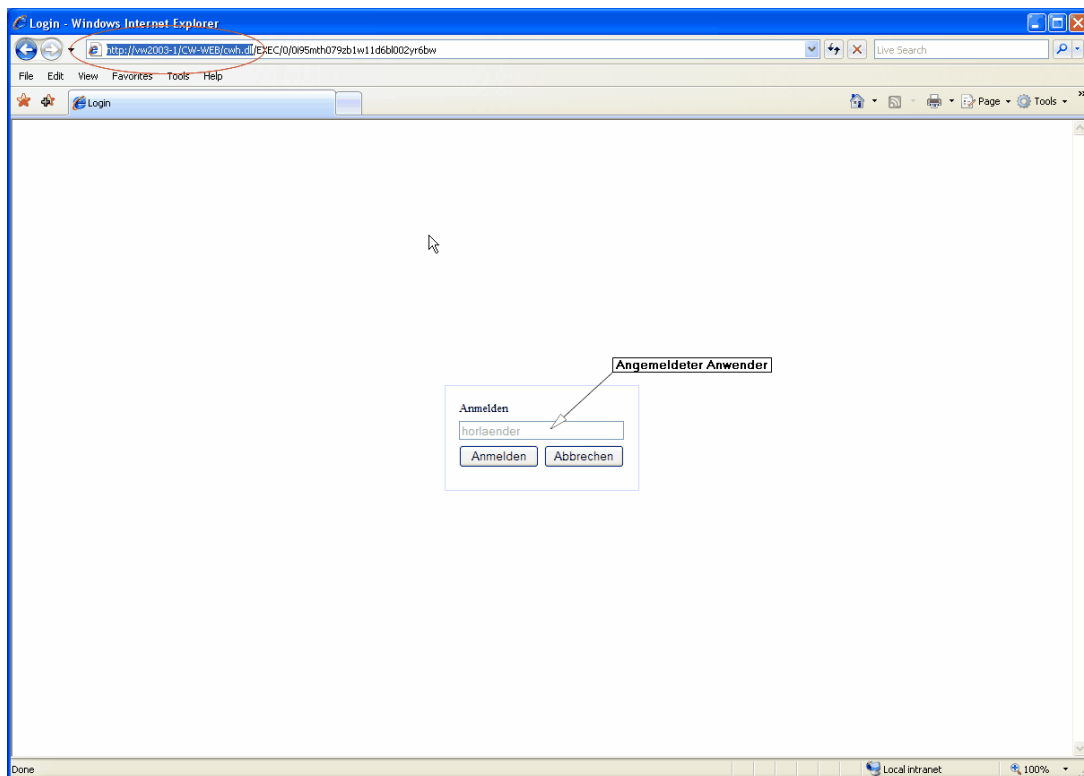 Login - Windows Internet Explorer
http://vw2003-1/CW-WEB/cwh.dll/EXEC/0/0i95mth079zb1w11d6bl002yr6bw
Live Search
File Edit View Favorites Tools Help
Login
Page Tools
Angemeldeter Anwender
Anmelden
horlaender
Anmelden Abbrechen
Done
Local intranet
100%